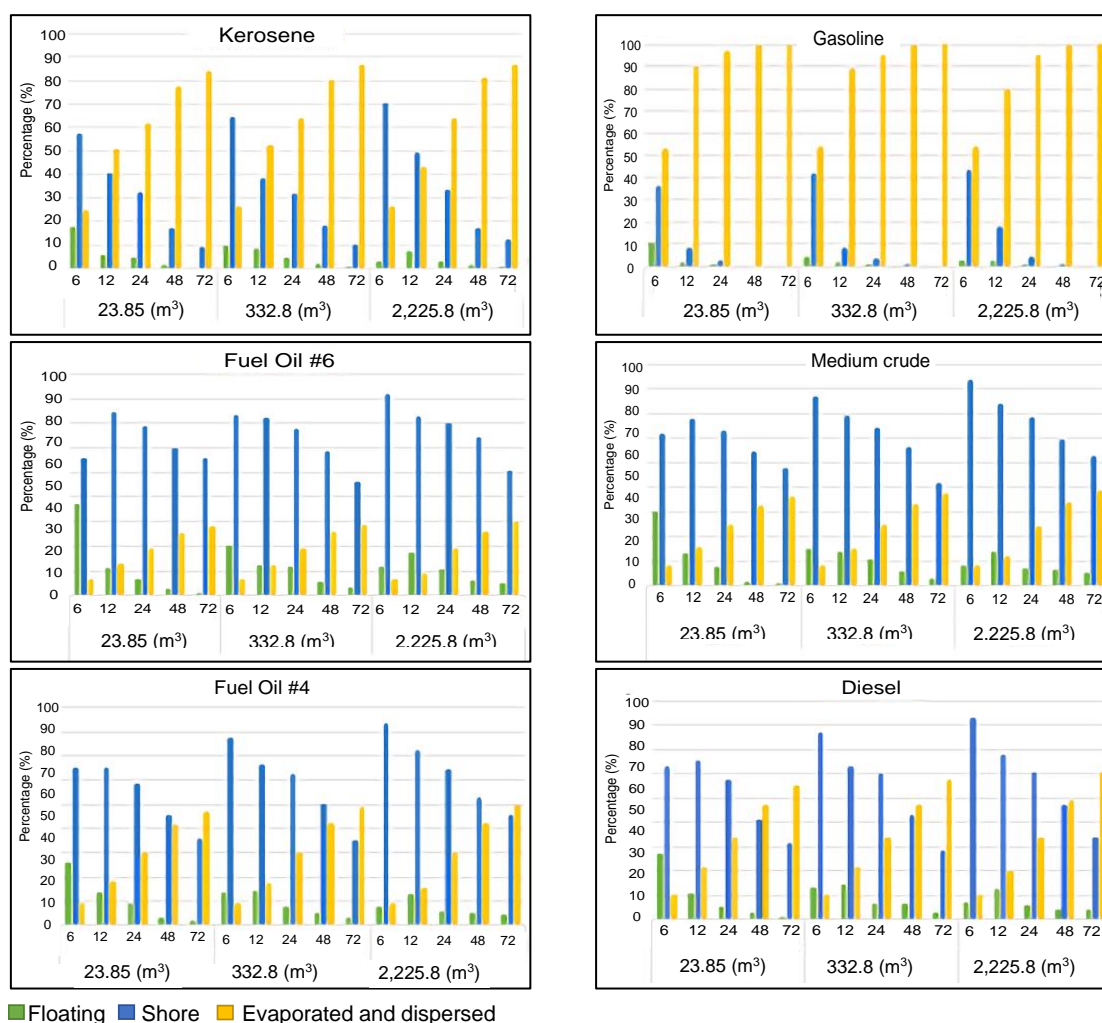 Kerosene
Percentage (%)
100
90
80
70
60
50
40
30
20
10
0
6 12 24 48 72 6 12 24 48 72 6 12 24 48 72
23.85 (m³) 332.8 (m³) 2,225.8 (m³)
Gasoline
Percentage (%)
100
90
80
70
60
50
40
30
20
10
0
6 12 24 48 72 6 12 24 48 72 6 12 24 48 72
23.85 (m³) 332.8 (m³) 2,225.8 (m³)
Fuel Oil #6
Percentage (%)
100
90
80
70
60
50
40
30
20
10
0
6 12 24 48 72 6 12 24 48 72 6 12 24 48 72
23.85 (m³) 332.8 (m³) 2.225.8 (m³)
Medium crude
Percentage (%)
100
90
80
70
60
50
40
30
20
10
0
6 12 24 48 72 6 12 24 48 72 6 12 24 48 72
23.85 (m³) 332.8 (m³) 2.225.8 (m³)
Fuel Oil #4
Percentage (%)
100
90
80
70
60
50
40
30
20
10
0
6 12 24 48 72 6 12 24 48 72 6 12 24 48 72
23.85 (m³) 332.8 (m³) 2,225.8 (m³)
Diesel
Percentage (%)
100
90
80
70
60
50
40
30
20
10
0
6 12 24 48 72 6 12 24 48 72 6 12 24 48 72
23.85 (m³) 332.8 (m³) 2,225.8 (m³)
Floating Shore Evaporated and dispersed